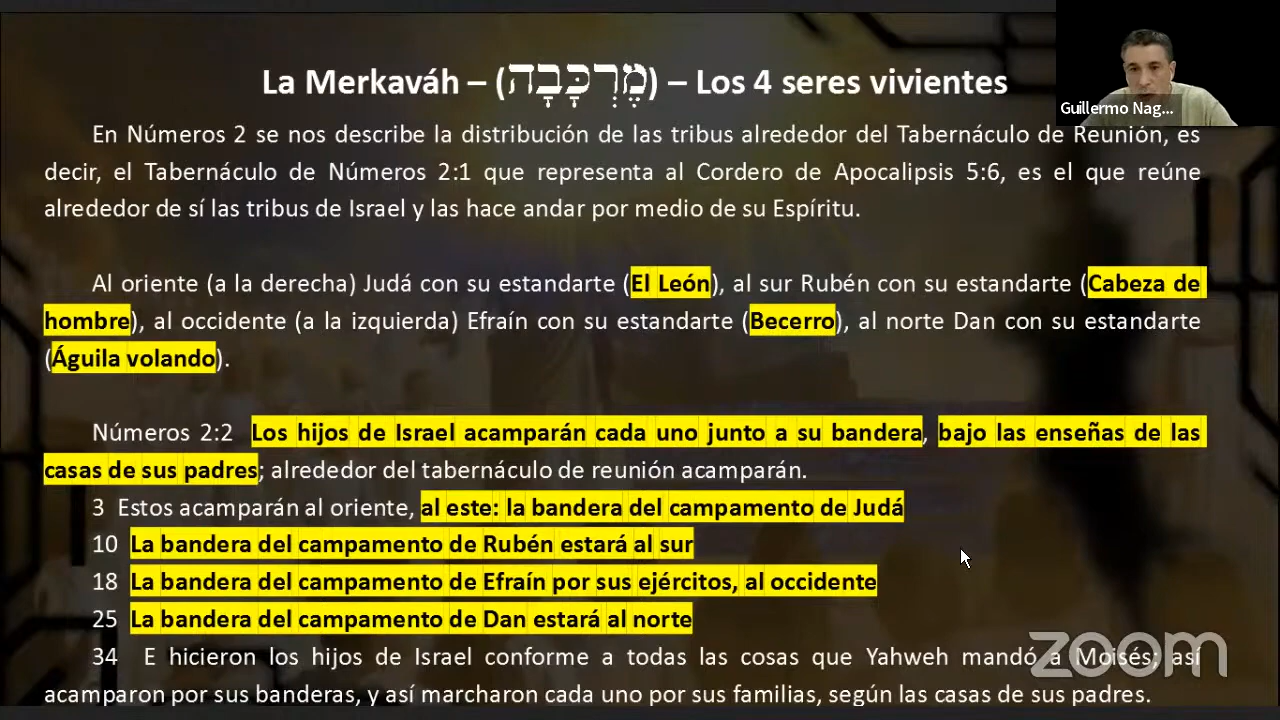 La Merkaváh – (מֶרְכָּבָה) – Los 4 seres vivientes
Guillermo Nag...
En Números 2 se nos describe la distribución de las tribus alrededor del Tabernáculo de Reunión, es
decir, el Tabernáculo de Números 2:1 que representa al Cordero de Apocalipsis 5:6, es el que reúne
alrededor de sí las tribus de Israel y las hace andar por medio de su Espíritu.
Al oriente (a la derecha) Judá con su estandarte (El León), al sur Rubén con su estandarte (Cabeza de
hombre), al occidente (a la izquierda) Efraín con su estandarte (Becerro), al norte Dan con su estandarte
(Águila volando).
Números 2:2 Los hijos de Israel acamparán cada uno junto a su bandera, bajo las enseñas de las
casas de sus padres; alrededor del tabernáculo de reunión acamparán.
3 Estos acamparán al oriente, al este: la bandera del campamento de Judá
10 La bandera del campamento de Rubén estará al sur
18 La bandera del campamento de Efraín por sus ejércitos, al occidente
25 La bandera del campamento de Dan estará al norte
34 E hicieron los hijos de Israel conforme a todas las cosas que Yahweh mandó a Moisés; así
acamparon por sus banderas, y así marcharon cada uno por sus familias, según las casas de sus padres.
zoom